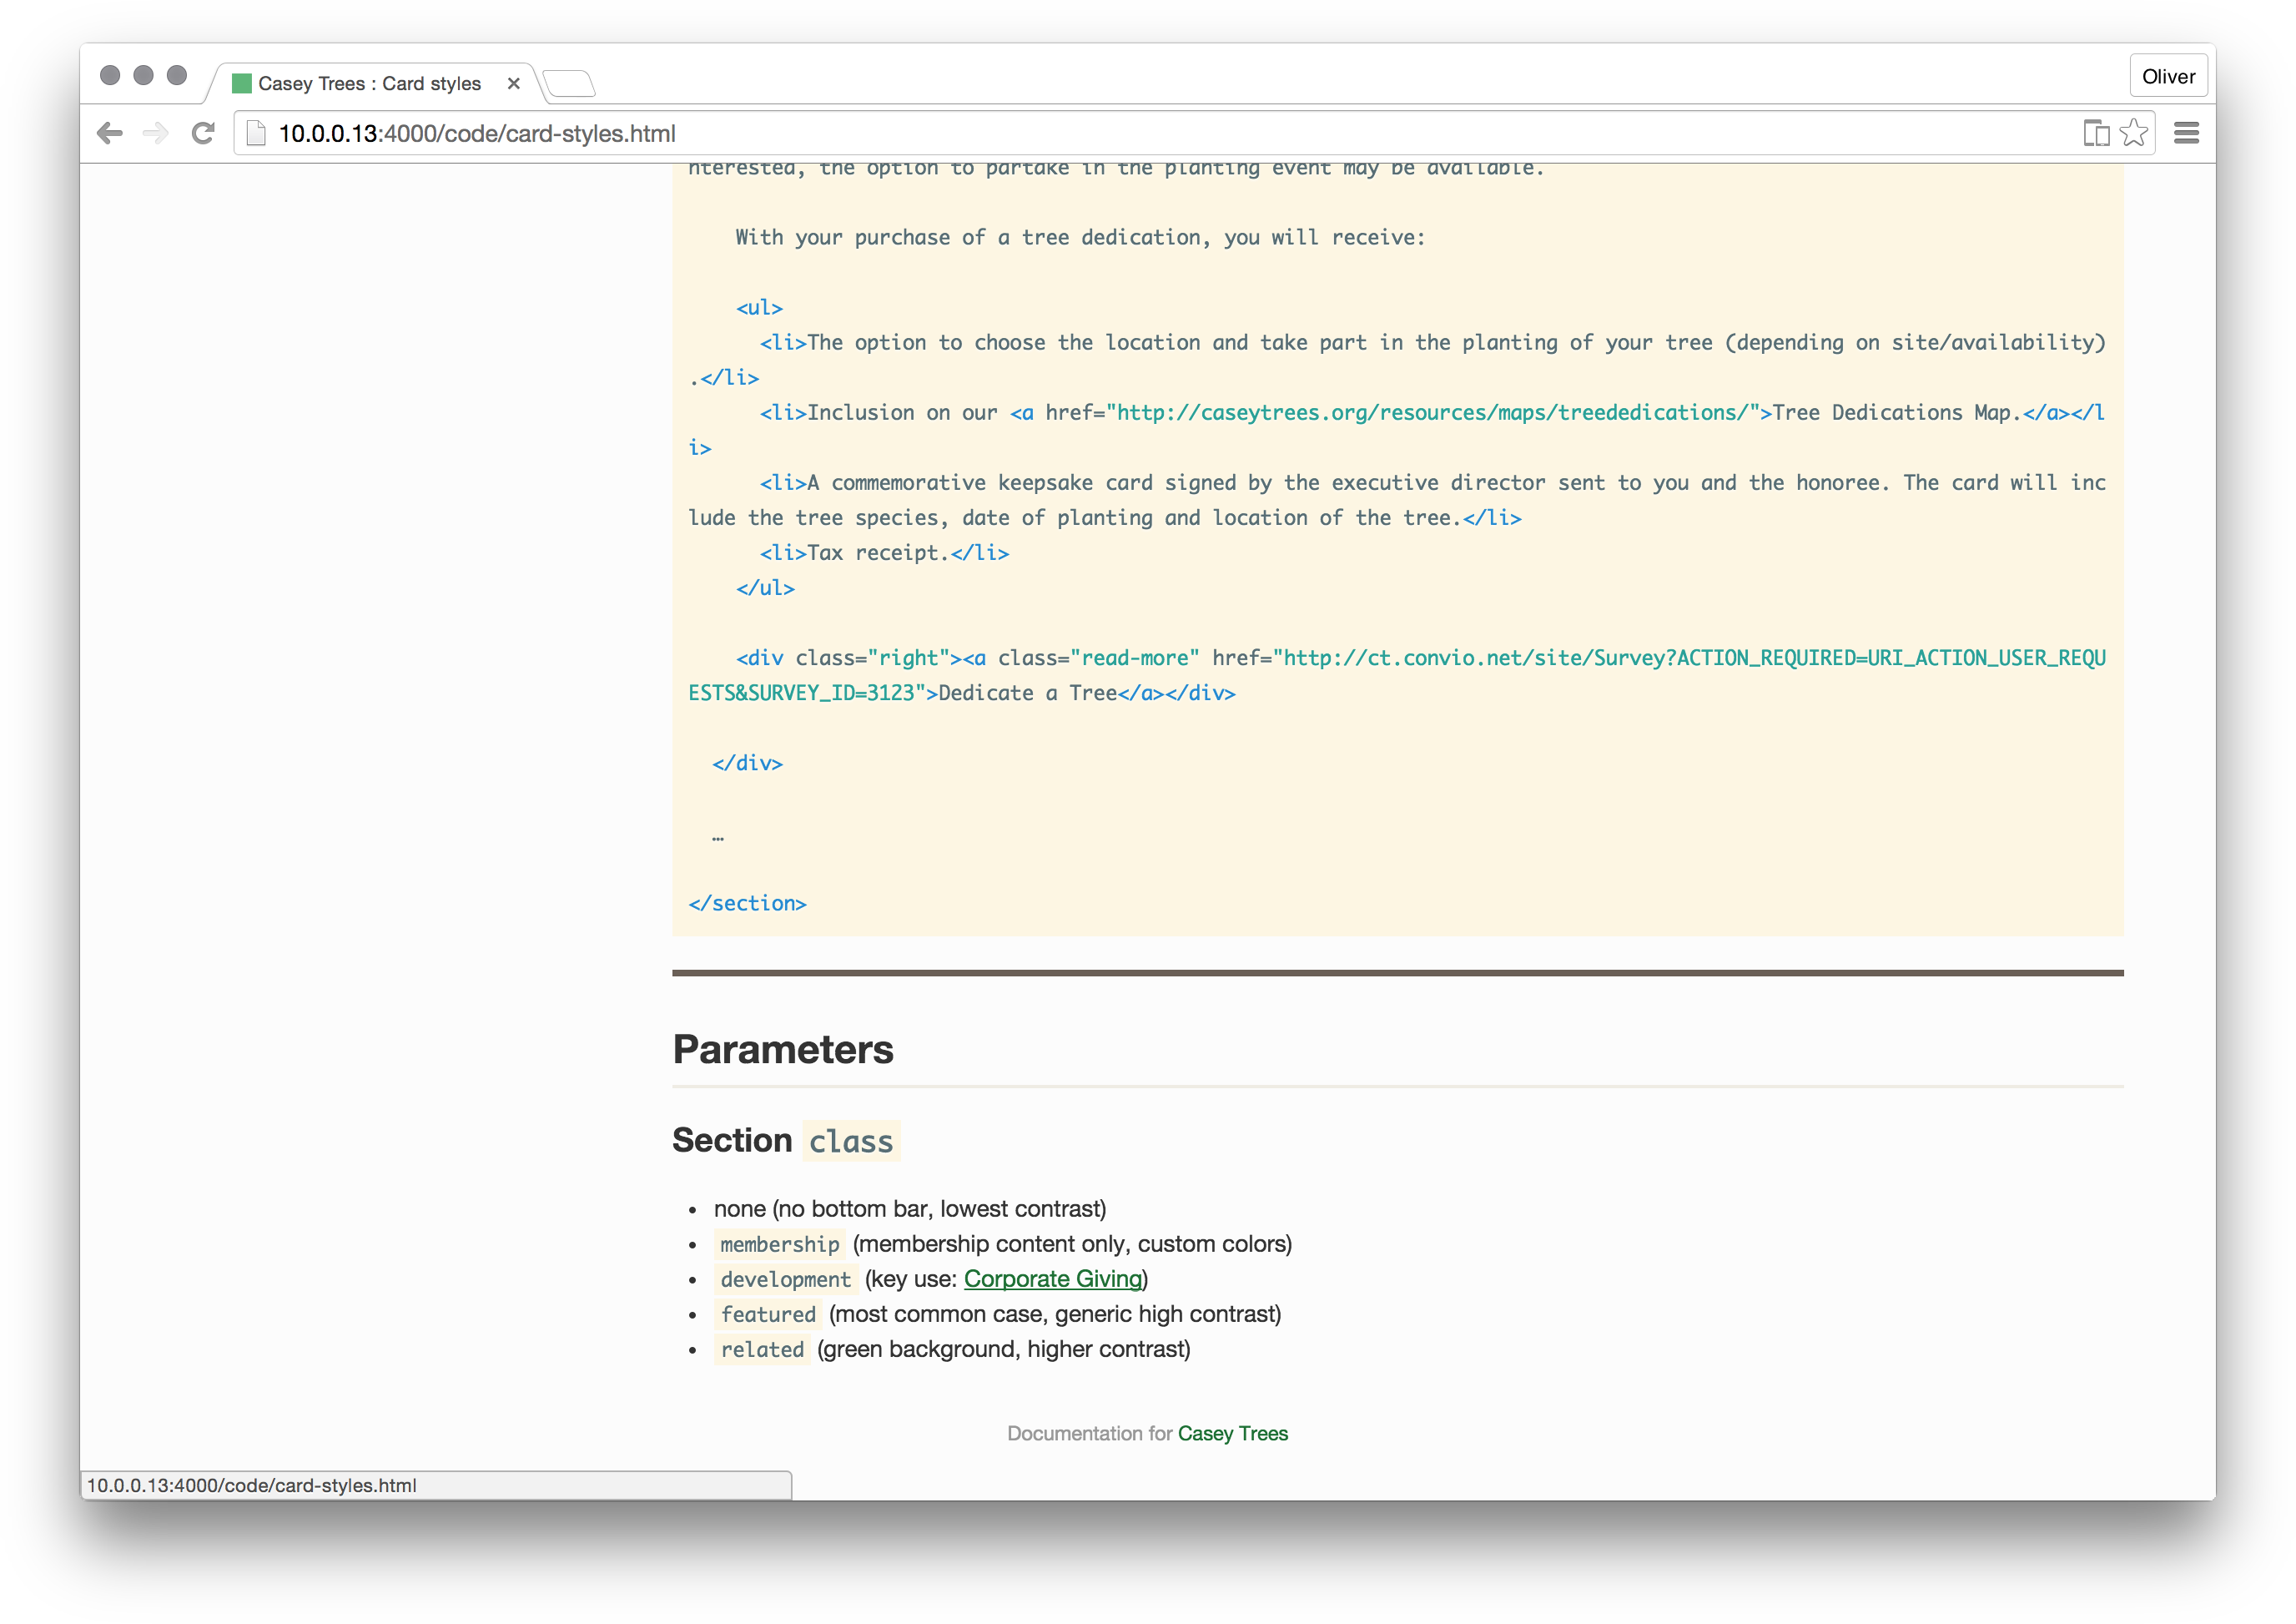 Casey Trees : Card styles
Oliver
10.0.0.13:4000/code/card-styles.html
nterested, the option to partake in the planting event may be available.
With your purchase of a tree dedication, you will receive:
<ul>
<li>The option to choose the location and take part in the planting of your tree (depending on site/availability)
.</li>
<li>Inclusion on our <a href="http://caseytrees.org/resources/maps/treededications/">Tree Dedications Map.</a></l
i>
<li>A commemorative keepsake card signed by the executive director sent to you and the honoree. The card will inc
lude the tree species, date of planting and location of the tree.</li>
<li>Tax receipt.</li>
</ul>
<div class="right"><a class="read-more" href="http://ct.convio.net/site/Survey?ACTION_REQUIRED=URI_ACTION_USER_REQU
ESTS&SURVEY_ID=3123">Dedicate a Tree</a></div>
</div>
…
</section>
Parameters
Section class
• none (no bottom bar, lowest contrast)
• membership (membership content only, custom colors)
• development (key use: Corporate Giving)
• featured (most common case, generic high contrast)
• related (green background, higher contrast)
Documentation for Casey Trees
10.0.0.13:4000/code/card-styles.html